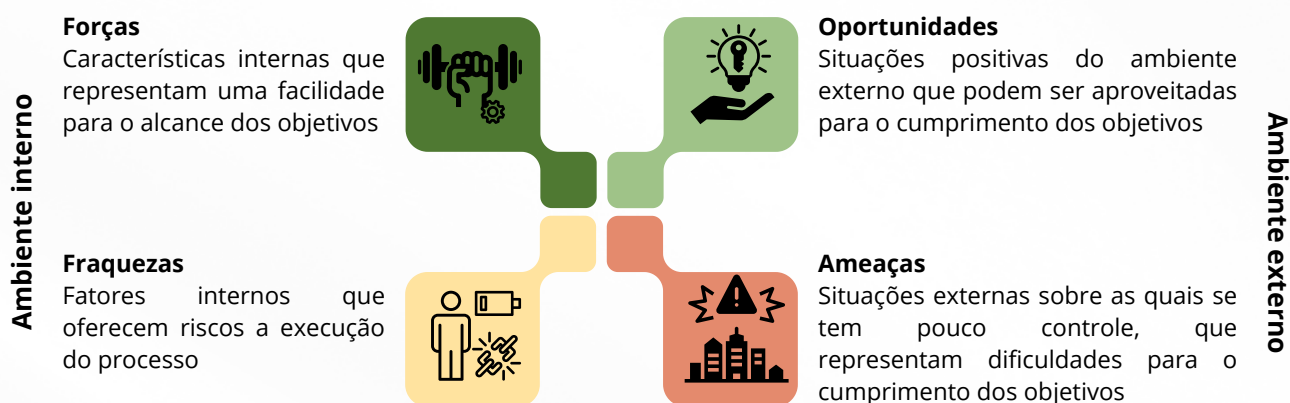 Ambiente interno
Forças
Características internas que
representam uma facilidade
para o alcance dos objetivos
Fraquezas
Fatores internos que
oferecem riscos a execução
do processo
Oportunidades
Situações positivas do ambiente
externo que podem ser aproveitadas
para o cumprimento dos objetivos
Ameaças
Situações externas sobre as quais se
tem pouco controle, que
representam dificuldades para o
cumprimento dos objetivos
Ambiente externo